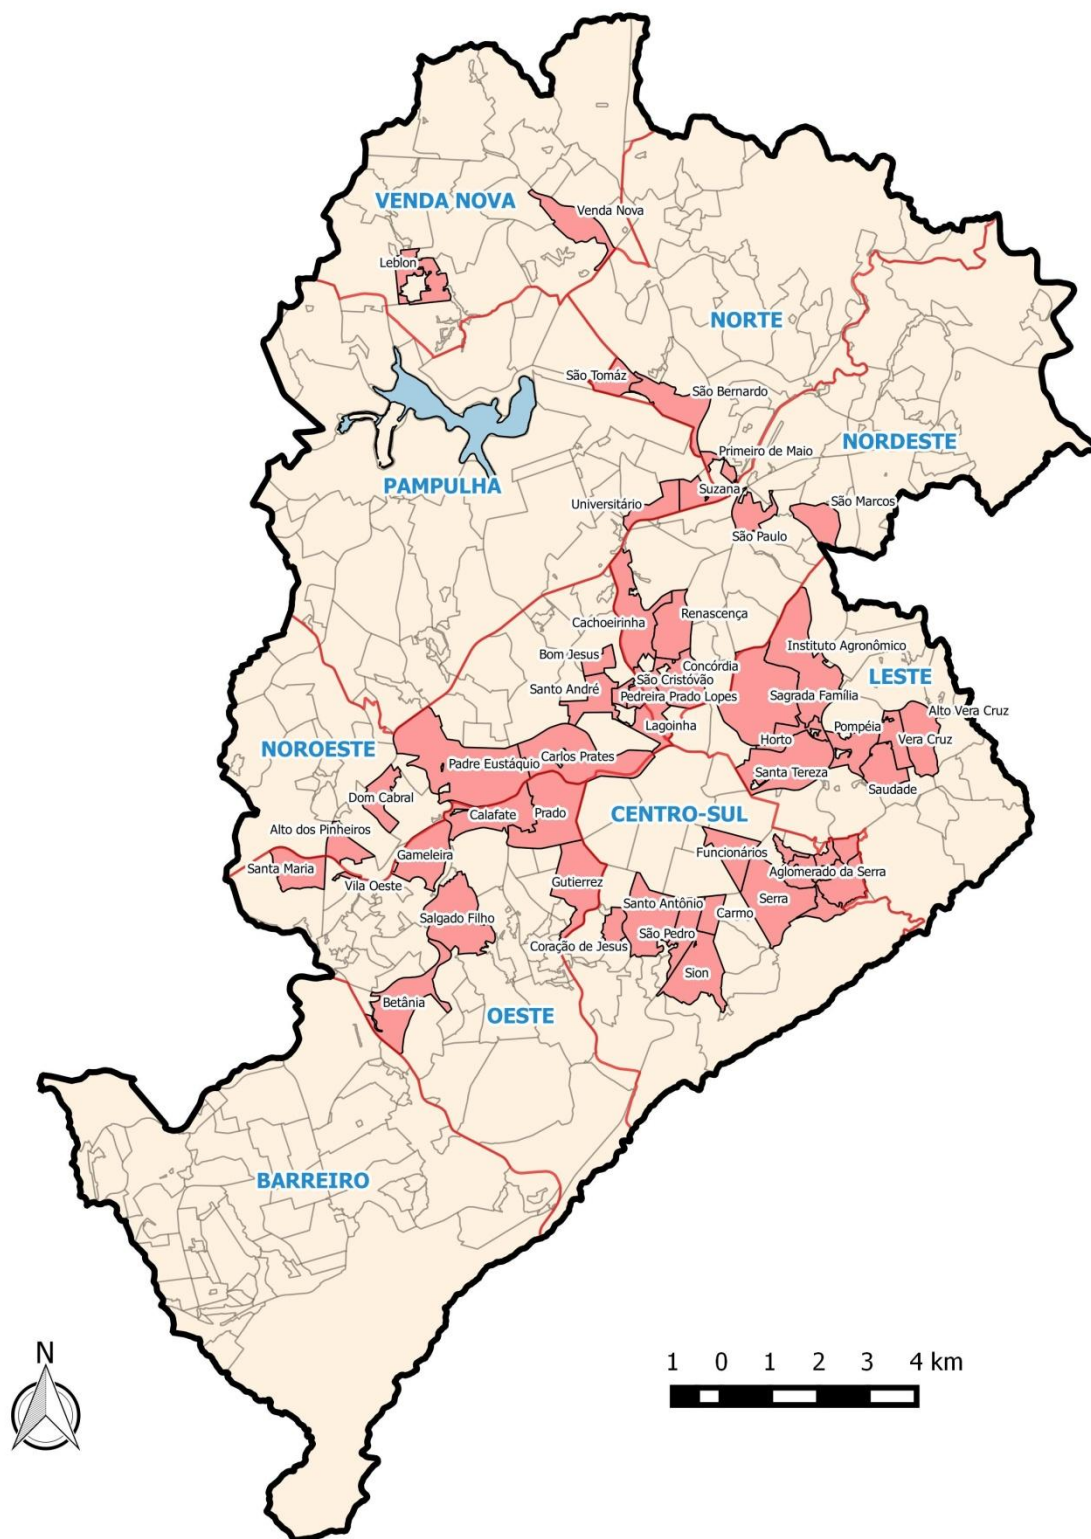 VENDA NOVA
Venda Nova
Leblon
NORTE
São Tomáz
São Bernardo
NORDESTE
Primeiro de Maio
PAMPULHA
Suzana
Universitário
São Marcos
São Paulo
Renascença
Cachoeirinha
Instituto Agronômico
Bom Jesus
Concórdia
São Cristóvão
LESTE
Santo André
Pedreira Prado Lopes
Sagrada Família
Alto Vera Cruz
Lagoinha
Pompéia
Horto
Vera Cruz
NOROESTE
Carlos Prates
Padre Eustáquio
Santa Tereza
Saudade
Dom Cabral
Calafate
Prado
CENTRO-SUL
Alto dos Pinheiros
Gameleira
Funcionários
Santa Maria
Aglomerado da Serra
Vila Oeste
Gutierrez
Serra
Santo Antônio
Carmo
Salgado Filho
São Pedro
Coração de Jesus
Sion
Betânia
OESTE
BARREIRO
N
1 0 1 2 3 4 km